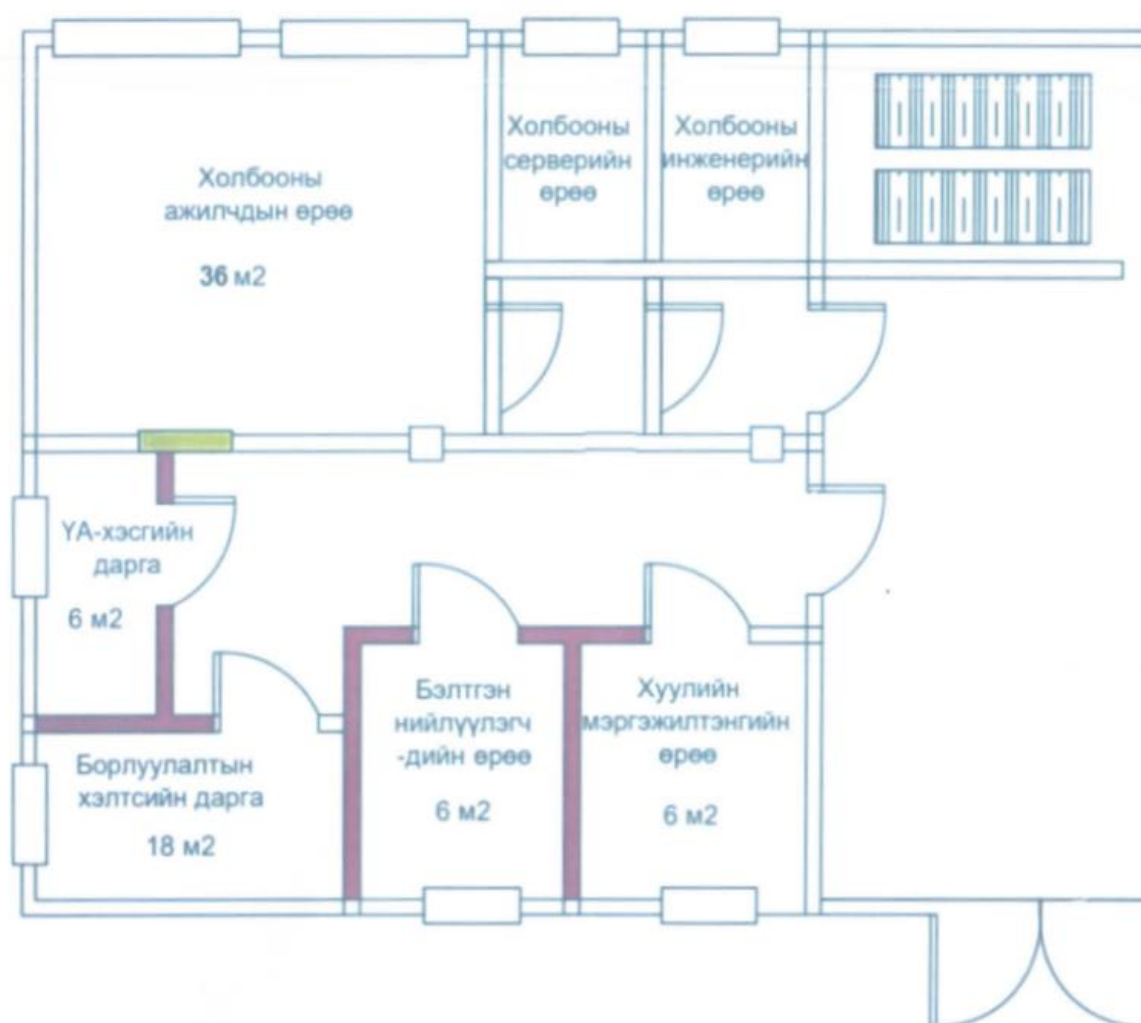 Холбооны
ажилчдын өрөө
36 м2
Холбооны
серверийн
өрөө
Холбооны
инженерийн
өрөө
ҮА-хэсгийн
дарга
6 м2
Борлуулалтын
хэлтсийн дарга
18 м2
Бэлтгэн
нийлүүлэгч
-дийн өрөө
6 м2
Хуулийн
мэргэжилтэнгийн
өрөө
6 м2